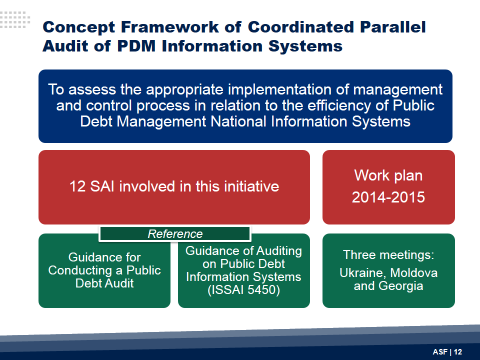 Concept Framework of Coordinated Parallel
Audit of PDM Information Systems
To assess the appropriate implementation of management
and control process in relation to the efficiency of Public
Debt Management National Information Systems
12 SAI involved in this initiative
Work plan
2014-2015
Reference
Guidance for
Conducting a Public
Debt Audit
Guidance of Auditing
on Public Debt
Information Systems
(ISSAI 5450)
Three meetings:
Ukraine, Moldova
and Georgia
ASF | 12